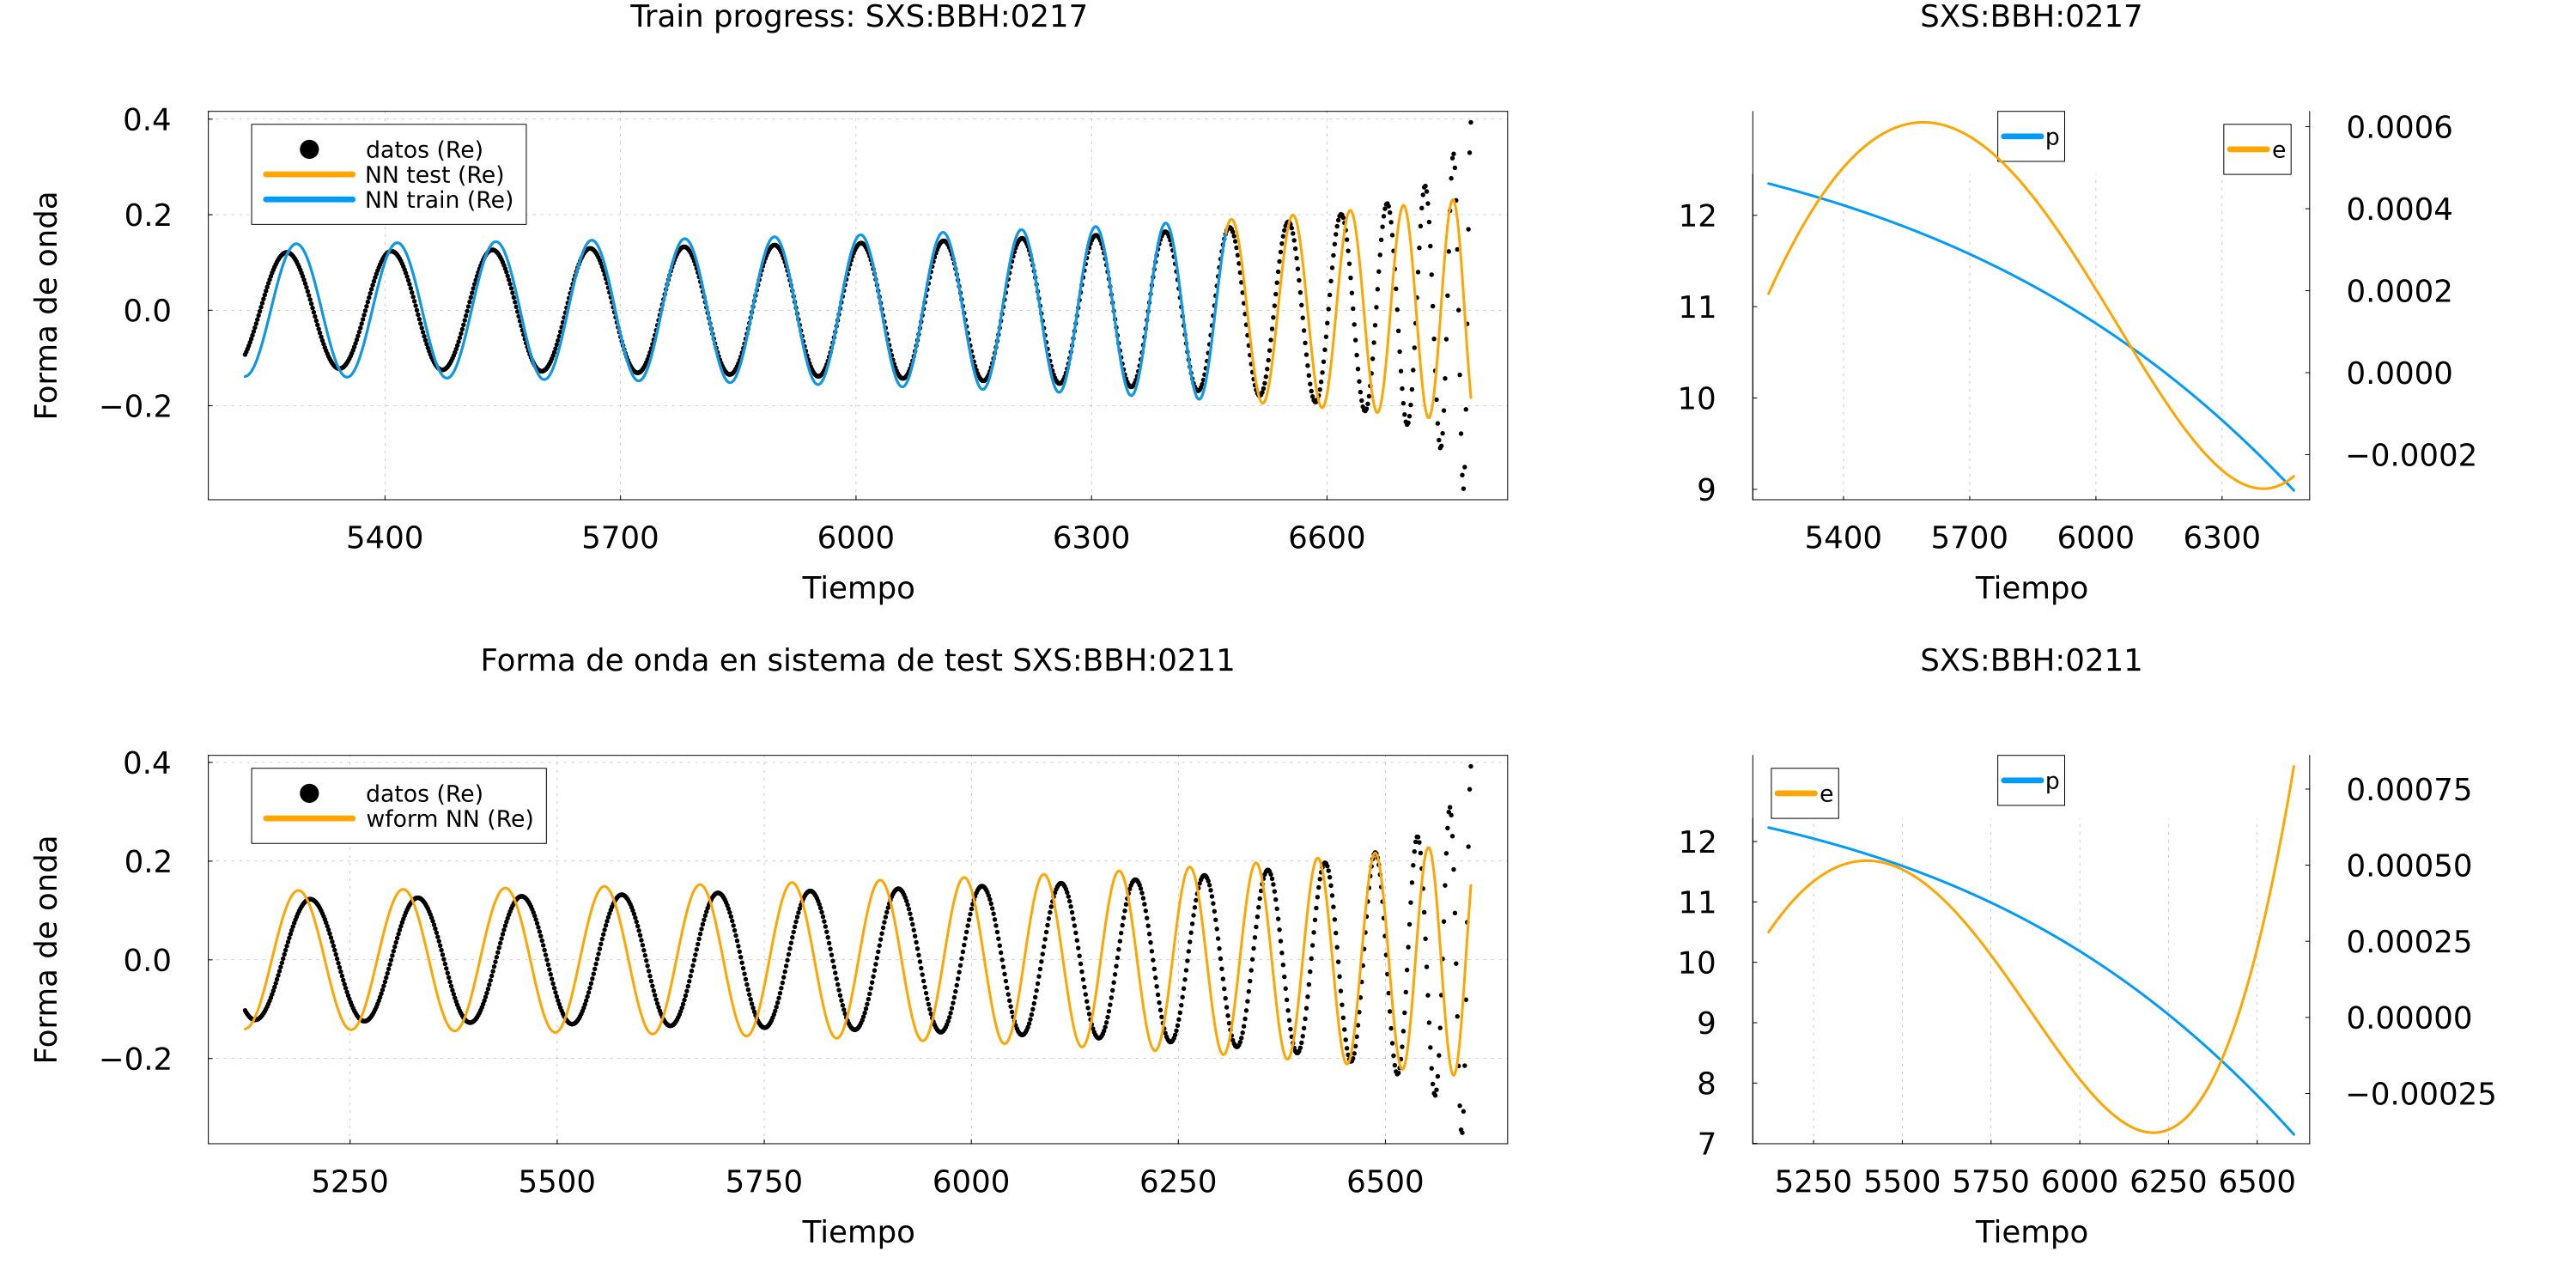 Train progress: SXS:BBH:0217
Forma de onda
0.4
0.2
0.0
−0.2
datos (Re)
NN test (Re)
NN train (Re)
5400 5700 6000 6300 6600
Tiempo
SXS:BBH:0217
12
11
10
9
p
e
0.0006
0.0004
0.0002
0.0000
−0.0002
5400 5700 6000 6300
Tiempo
Forma de onda en sistema de test SXS:BBH:0211
Forma de onda
0.4
0.2
0.0
−0.2
datos (Re)
wform NN (Re)
5250 5500 5750 6000 6250 6500
Tiempo
SXS:BBH:0211
12
11
10
9
8
7
e
p
0.00075
0.00050
0.00025
0.00000
−0.00025
5250 5500 5750 6000 6250 6500
Tiempo